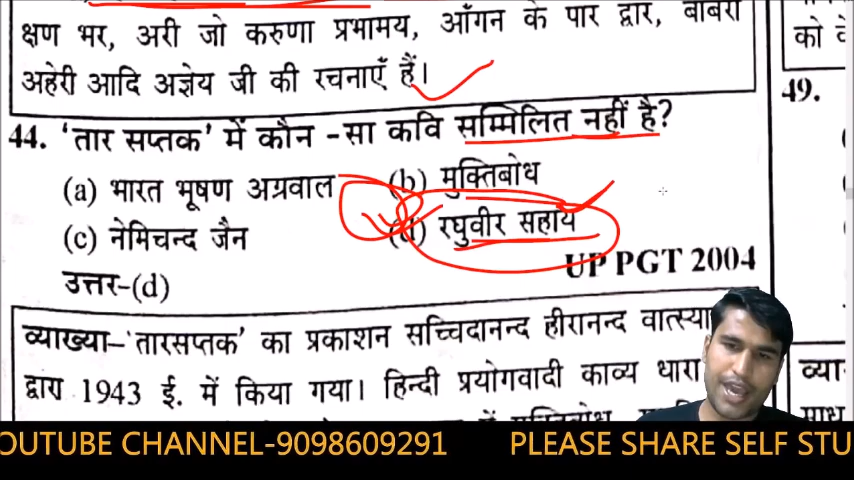 क्षण भर, अरी जो करुणा प्रभामय, आँगन के पार द्वार, बाबरा
अहेरी आदि अज्ञेय जी की रचनाएँ हैं।
को
49.
44. 'तार सप्तक' में कौन -सा कवि सम्मिलित नहीं है?
(a) भारत भूषण अग्रवाल (b) मुक्तिबोध
(c) नेमिचन्द जैन (d) रघुवीर सहाय
उत्तर-(d) UP PGT 2004
व्याख्या-'तारसप्तक' का प्रकाशन सच्चिदानन्द हीरानन्द
द्वारा 1943 ई. में किया गया। हिन्दी प्रयोगवादी काव्य धारा
में मुक्तिबोध,
व्या
माध
OUTUBE CHANNEL-9098609291 PLEASE SHARE SELF STU